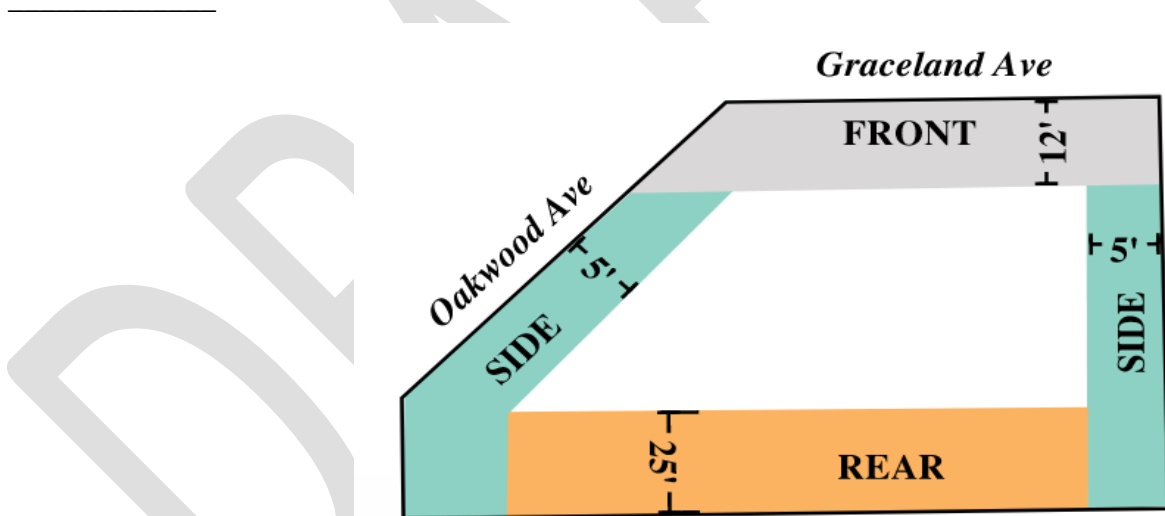 Graceland Ave
FRONT
12'
Oakwood Ave
5'
5'
SIDE
SIDE
25'
REAR